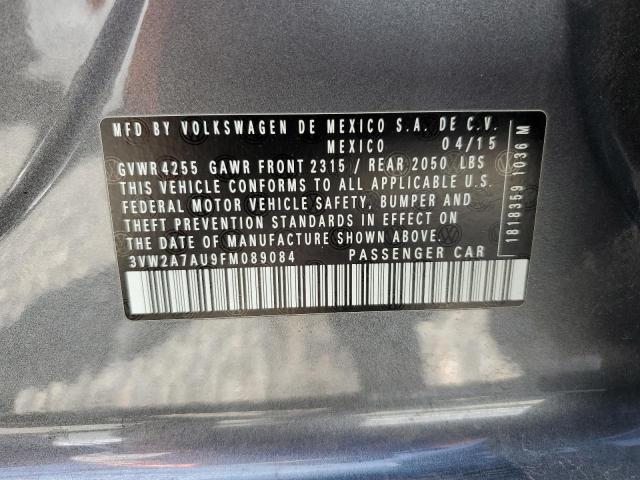 MFD BY VOLKSWAGEN DE MEXICO S.A. DE C.V.
MEXICO 04/15
GVWR 4255 GAWR FRONT 2315 / REAR 2050 LBS
THIS VEHICLE CONFORMS TO ALL APPLICABLE U.S.
FEDERAL MOTOR VEHICLE SAFETY, BUMPER AND
THEFT PREVENTION STANDARDS IN EFFECT ON
THE DATE OF MANUFACTURE SHOWN ABOVE.
3VW2A7AU9FM089084 PASSENGER CAR
1818359 1036 M